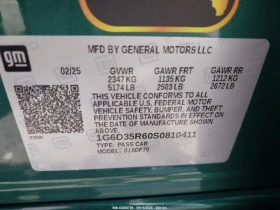 gm
MFD BY GENERAL MOTORS LLC
02/25 GVWR GAWR FRT GAWR RR
2347 KG 1135 KG 1212 KG
5174 LB 2503 LB 2672 LB
THIS VEHICLE CONFORMS TO ALL
APPLICABLE U.S. FEDERAL MOTOR
VEHICLE SAFETY, BUMPER, AND
THEFT PREVENTION STANDARDS
IN EFFECT ON THE DATE OF
MANUFACTURE SHOWN ABOVE.
1G6D35R60S0810411
TYPE: PASS CAR